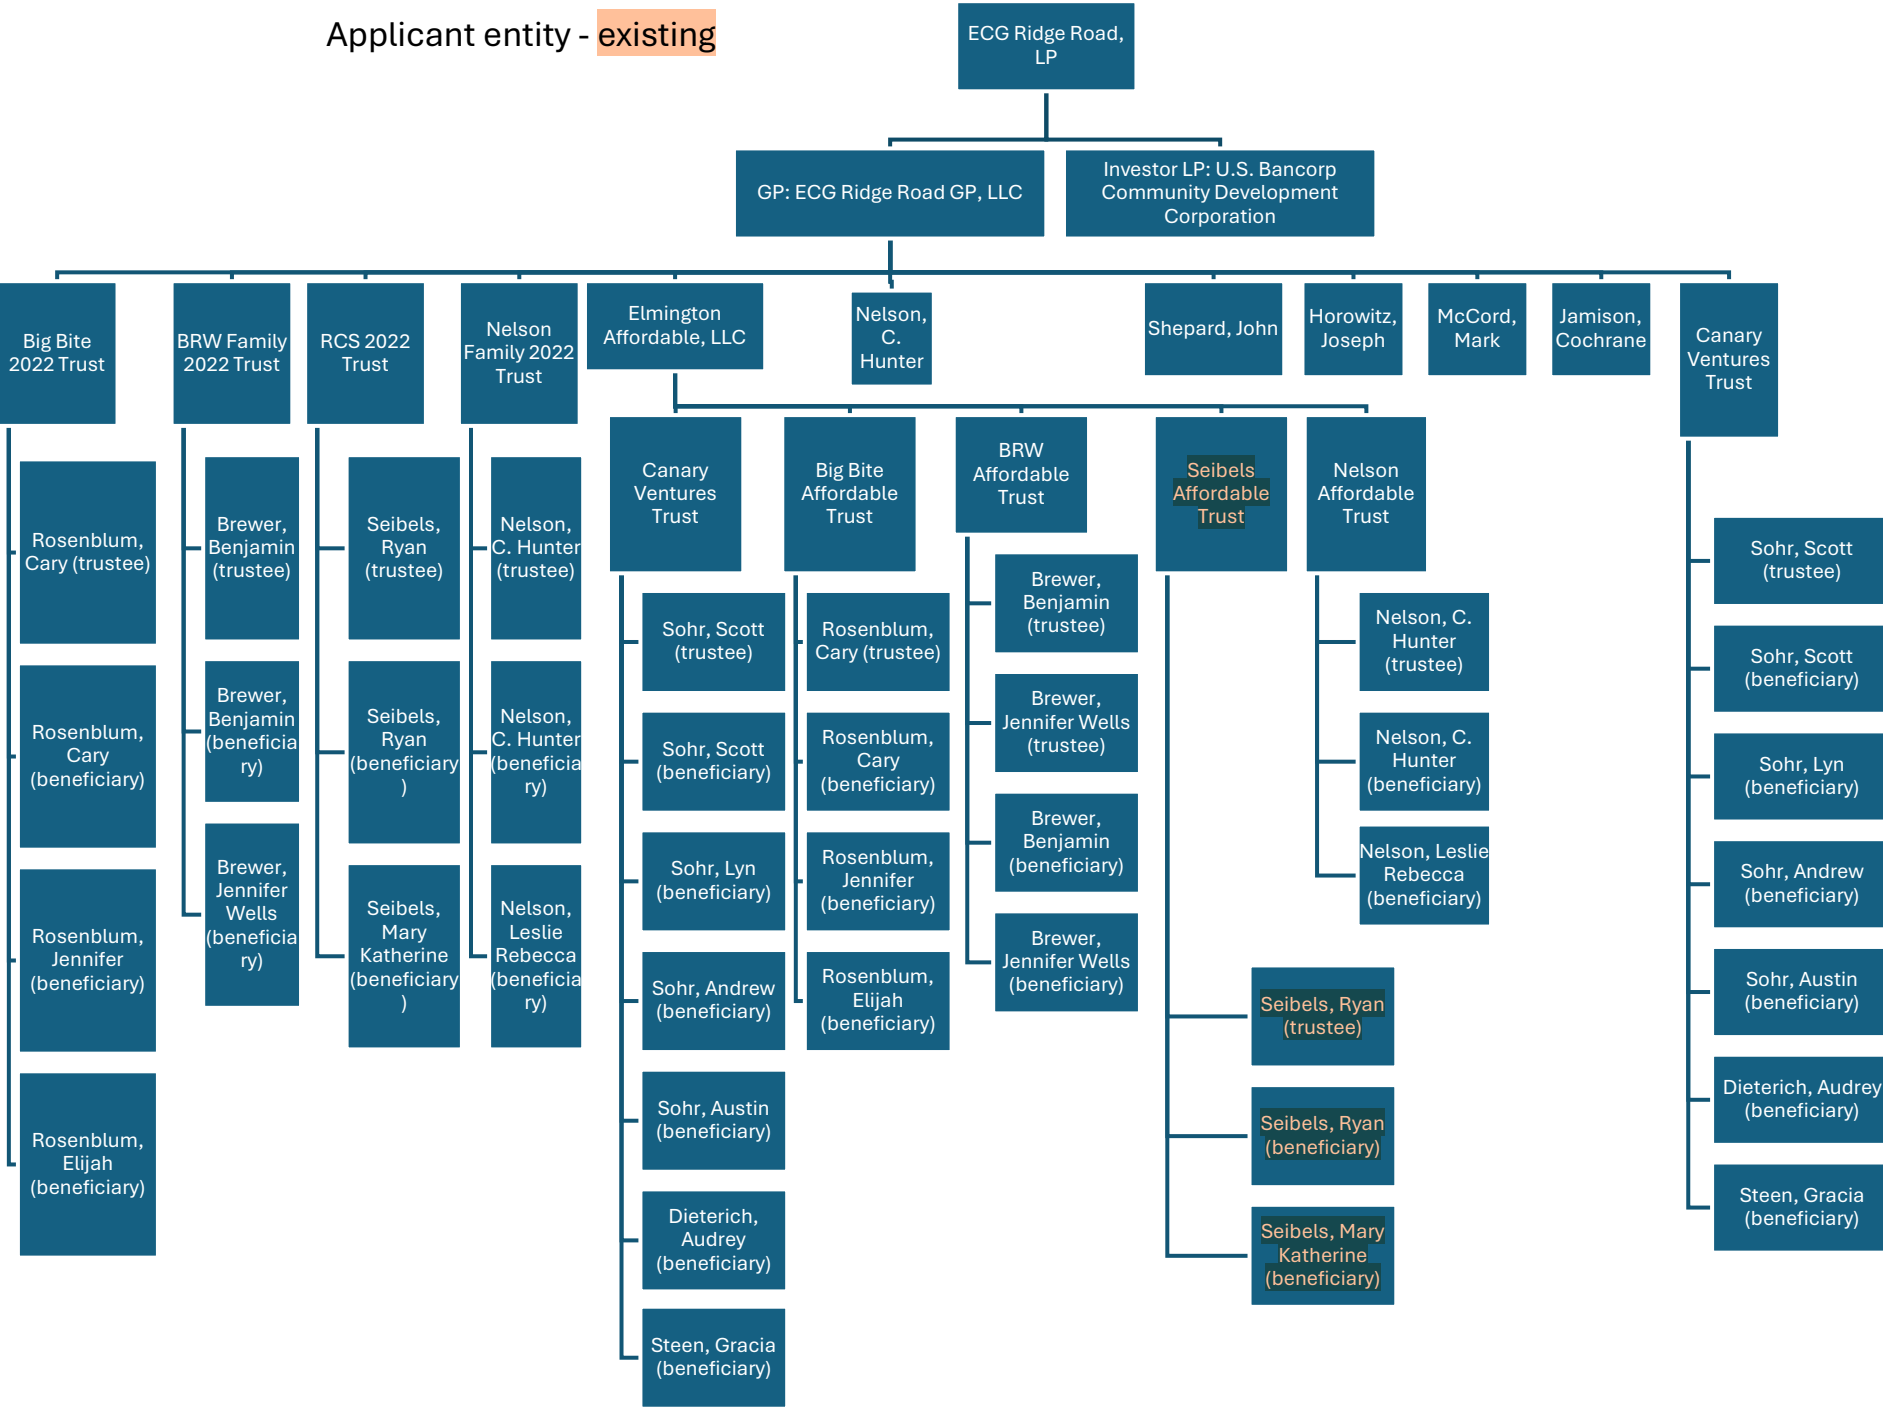 Applicant entity - existing
ECG Ridge Road,
LP
GP: ECG Ridge Road GP, LLC
Investor LP: U.S. Bancorp
Community Development
Corporation
Big Bite
2022 Trust
BRW Family
2022 Trust
RCS 2022
Trust
Nelson
Family 2022
Trust
Elmington
Affordable, LLC
Nelson,
C.
Hunter
Shepard, John
Horowitz,
Joseph
McCord,
Mark
Jamison,
Cochrane
Canary
Ventures
Trust
Rosenblum,
Cary (trustee)
Rosenblum,
Cary
(beneficiary)
Rosenblum,
Jennifer
(beneficiary)
Rosenblum,
Elijah
(beneficiary)
Brewer,
Benjamin
(trustee)
Brewer,
Benjamin
(beneficia
ry)
Brewer,
Jennifer
Wells
(beneficia
ry)
Seibels,
Ryan
(trustee)
Seibels,
Ryan
(beneficiary
)
Seibels,
Mary
Katherine
(beneficiary
)
Nelson,
C. Hunter
(trustee)
Nelson,
C. Hunter
(beneficia
ry)
Nelson,
Leslie
Rebecca
(beneficia
ry)
Canary
Ventures
Trust
Sohr, Scott
(trustee)
Sohr, Scott
(beneficiary)
Sohr, Lyn
(beneficiary)
Sohr, Andrew
(beneficiary)
Sohr, Austin
(beneficiary)
Dieterich,
Audrey
(beneficiary)
Steen, Gracia
(beneficiary)
Big Bite
Affordable
Trust
Rosenblum,
Cary (trustee)
Rosenblum,
Cary
(beneficiary)
Rosenblum,
Jennifer
(beneficiary)
Rosenblum,
Elijah
(beneficiary)
BRW
Affordable
Trust
Brewer,
Benjamin
(trustee)
Brewer,
Jennifer Wells
(trustee)
Brewer,
Benjamin
(beneficiary)
Brewer,
Jennifer Wells
(beneficiary)
Seibels
Affordable
Trust
Seibels, Ryan
(trustee)
Seibels, Ryan
(beneficiary)
Seibels, Mary
Katherine
(beneficiary)
Nelson
Affordable
Trust
Nelson, C.
Hunter
(trustee)
Nelson, C.
Hunter
(beneficiary)
Nelson, Leslie
Rebecca
(beneficiary)
Sohr, Scott
(trustee)
Sohr, Scott
(beneficiary)
Sohr, Lyn
(beneficiary)
Sohr, Andrew
(beneficiary)
Sohr, Austin
(beneficiary)
Dieterich, Audrey
(beneficiary)
Steen, Gracia
(beneficiary)